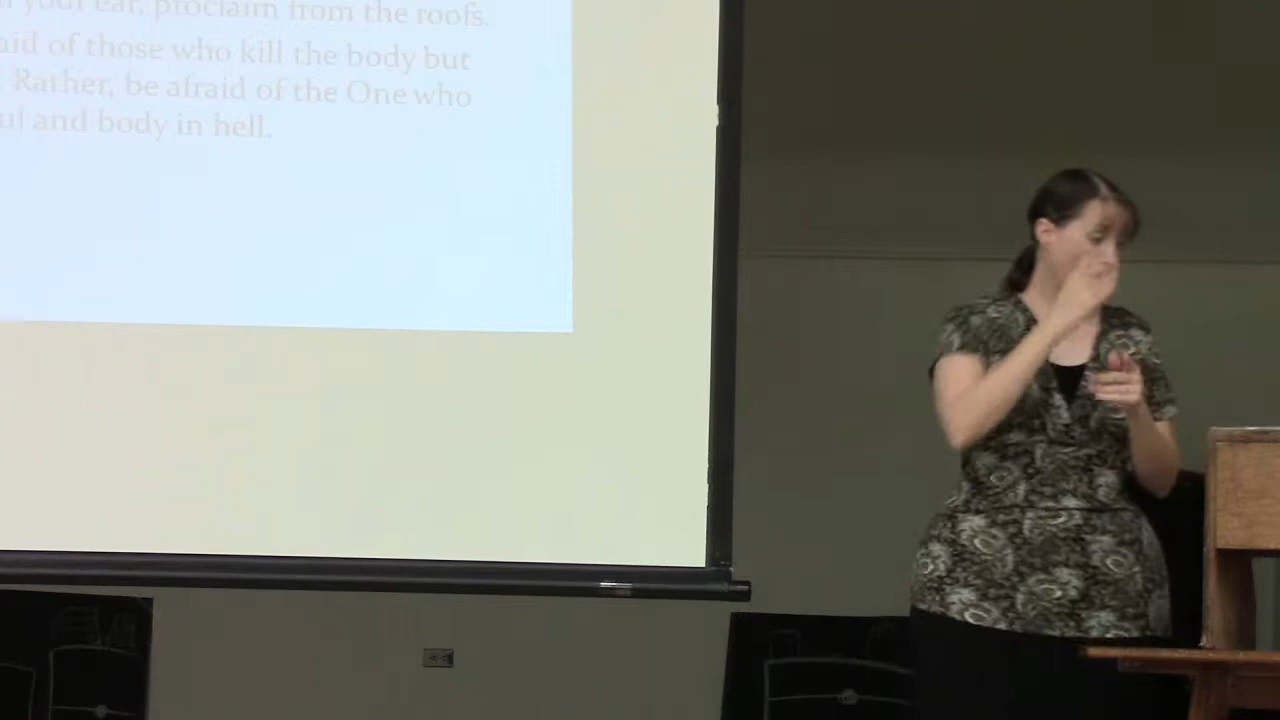 your ear, proclaim from the roofs.
of those who kill the body but
Rather, be afraid of the One who
and body in hell.